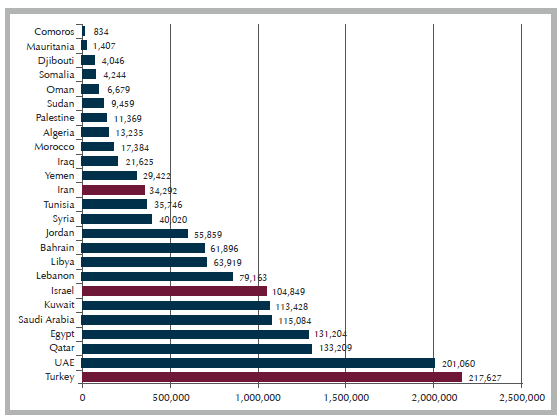 Comoros 834
Mauritania 1,407
Djibouti 4,046
Somalia 4,244
Oman 6,679
Sudan 9,459
Palestine 11,369
Algeria 13,235
Morocco 17,384
Iraq 21,625
Yemen 29,422
Iran 34,292
Tunisia 35,746
Syria 40,020
Jordan 55,859
Bahrain 61,896
Libya 63,919
Lebanon 79,163
Israel 104,849
Kuwait 113,428
Saudi Arabia 115,084
Egypt 131,204
Qatar 133,209
UAE 201,060
Turkey 217,627
0 500,000 1,000,000 1,500,000 2,000,000 2,500,000